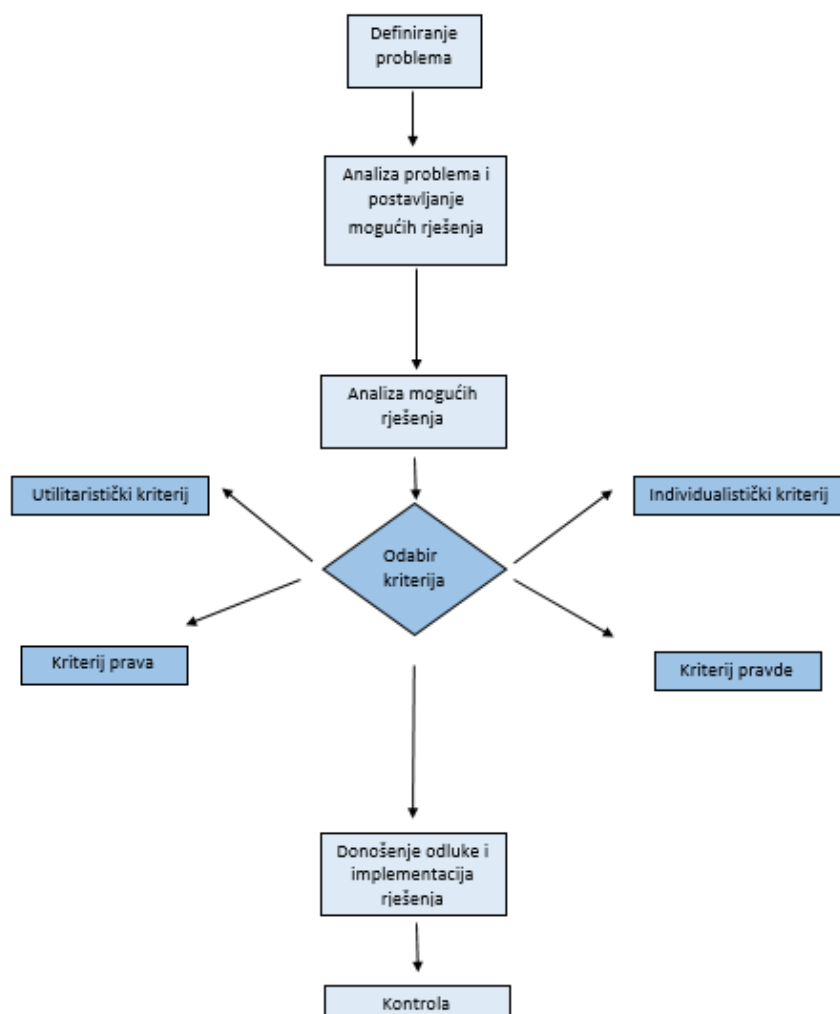 Definiranje
problema
Analiza problema i
postavljanje
mogućih rješenja
Analiza mogućih
rješenja
Utilitaristički kriterij
Individualistički kriterij
Odabir
kriterija
Kriterij prava
Kriterij pravde
Donošenje odluke i
implementacija
rješenja
Kontrola